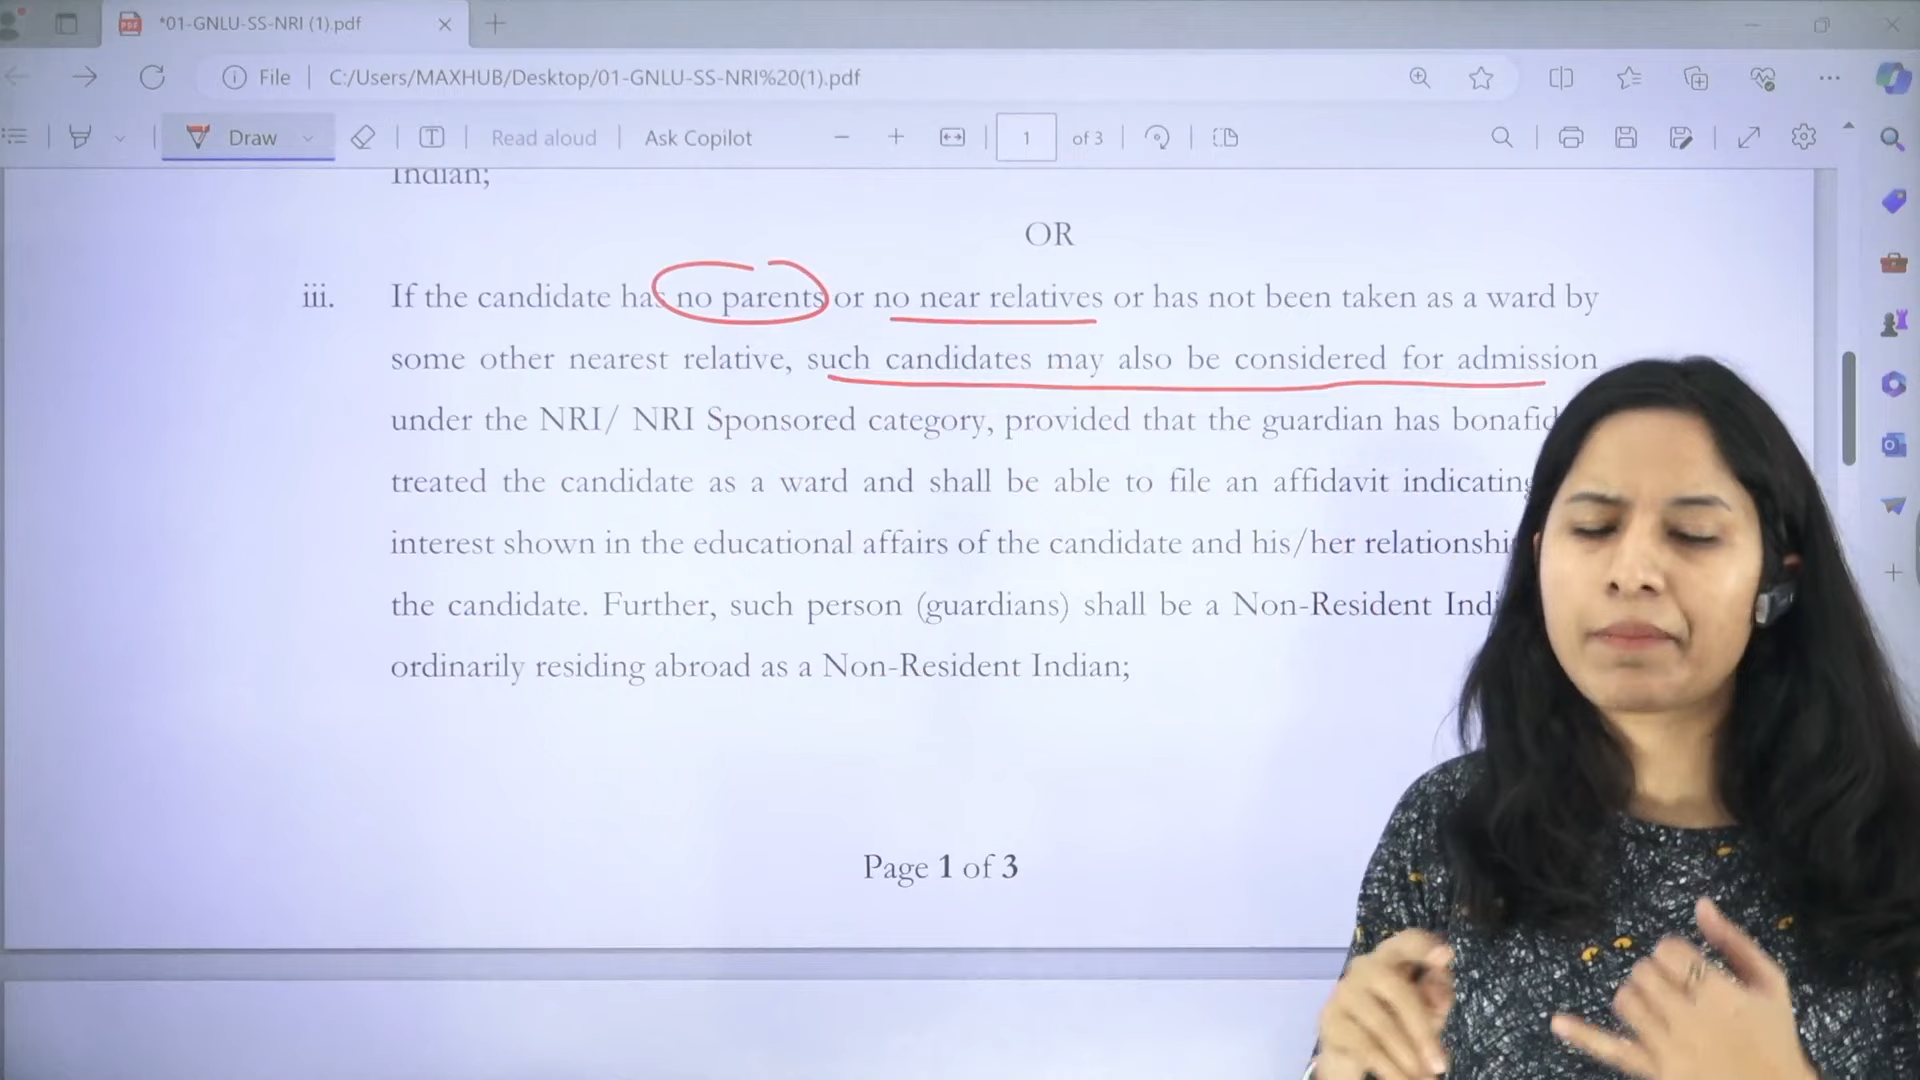 *01-GNLU-SS-NRI (1).pdf
File
C:/Users/MAXHUB/Desktop/01-GNLU-SS-NRI%20(1).pdf
Draw
Read aloud
Ask Copilot
1
of 3
Indian;
OR
iii. If the candidate has no parents or no near relatives or has not been taken as a ward by
some other nearest relative, such candidates may also be considered for admission
under the NRI/ NRI Sponsored category, provided that the guardian has bonafid
treated the candidate as a ward and shall be able to file an affidavit indicating
interest shown in the educational affairs of the candidate and his/her relationshi
the candidate. Further, such person (guardians) shall be a Non-Resident Indi
ordinarily residing abroad as a Non-Resident Indian;
Page 1 of 3